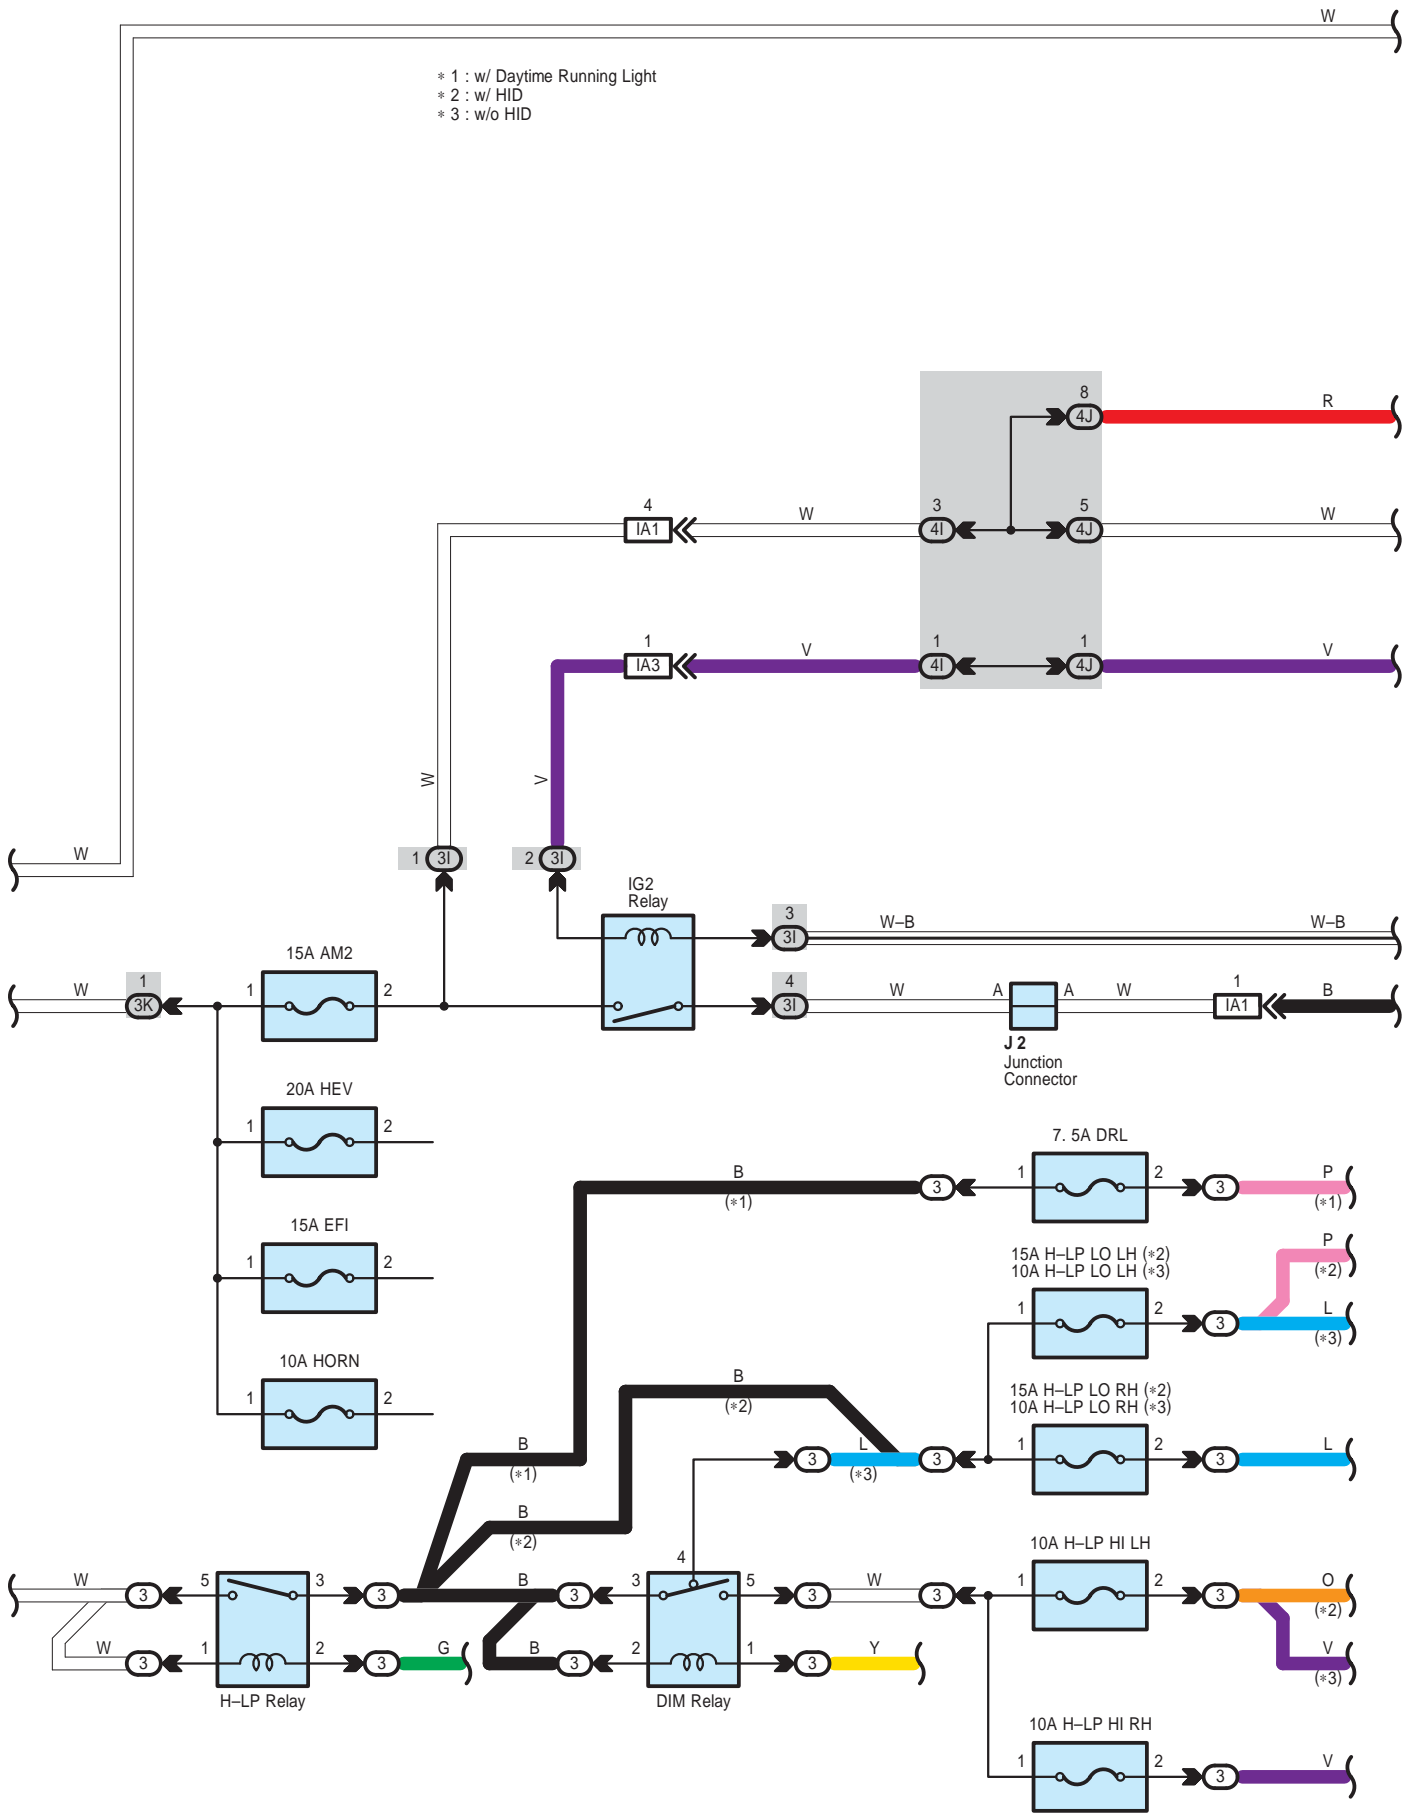 W
* 1 : w/ Daytime Running Light
* 2 : w/ HID
* 3 : w/o HID
8
4J
R
4
IA1
W
3
4I
5
4J
W
1
IA3
V
1
4I
1
4J
V
W
V
W
1 3I
2 3I
IG2
Relay
3
3I
W–B
W–B
15A AM2
W
1
3K
1
2
4
3I
W
A
A
W
1
IA1
B
J 2
Junction
Connector
20A HEV
1
2
7. 5A DRL
B
(*1)
3
1
2
3
P
(*1)
15A EFI
1
2
15A H–LP LO LH (*2)
10A H–LP LO LH (*3)
P
(*2)
1
2
3
L
(*3)
10A HORN
1
2
B
(*2)
15A H–LP LO RH (*2)
10A H–LP LO RH (*3)
B
(*1)
3
L
(*3)
3
1
2
3
L
B
(*2)
10A H–LP HI LH
W
3
5
3
3
B
3
3
4
5
3
W
3
1
2
3
O
(*2)
W
3
1
2
3
G
B
3
2
1
3
Y
V
(*3)
H–LP Relay
DIM Relay
10A H–LP HI RH
1
2
3
V